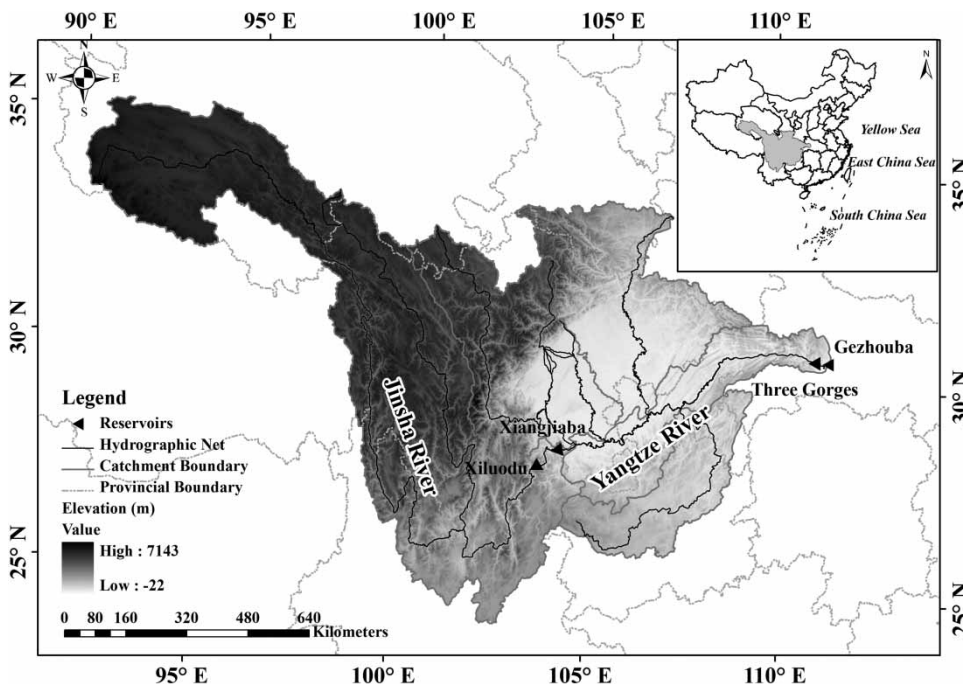 90° E 95° E 100° E 105° E 110° E
N
W E
S
N
35° N
30° N
25° N
Yellow Sea
East China Sea
South China Sea
35° N
30° N
25° N
Gezhouba
Three Gorges
Xiangjiaba
Xiluodu
Jinsha River
Yangtze River
Legend
Reservoirs
Hydrographic Net
Catchment Boundary
Provincial Boundary
Elevation (m)
Value
High : 7143
Low : -22
0 80 160 320 480 640
Kilometers
95° E 100° E 105° E 110° E